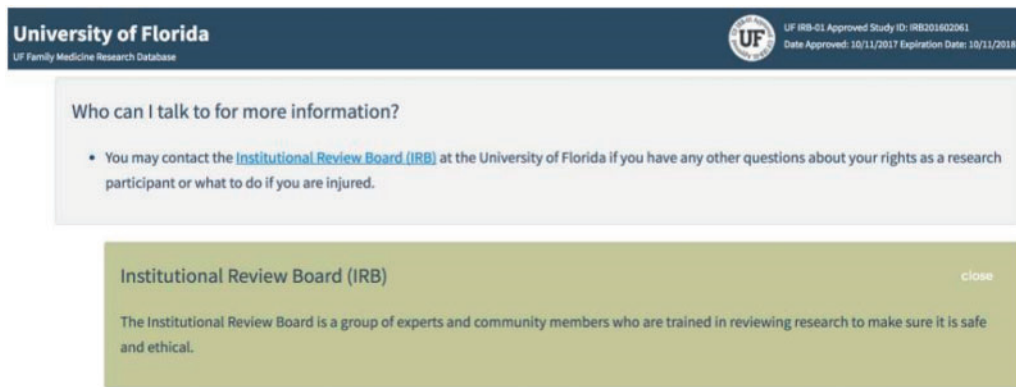 University of Florida
UF Family Medicine Research Database
UF
UF IRB-01 Approved Study ID: IRB201602061
Date Approved: 10/11/2017 Expiration Date: 10/11/2018
Who can I talk to for more information?
• You may contact the Institutional Review Board (IRB) at the University of Florida if you have any other questions about your rights as a research
participant or what to do if you are injured.
Institutional Review Board (IRB)
close
The Institutional Review Board is a group of experts and community members who are trained in reviewing research to make sure it is safe
and ethical.